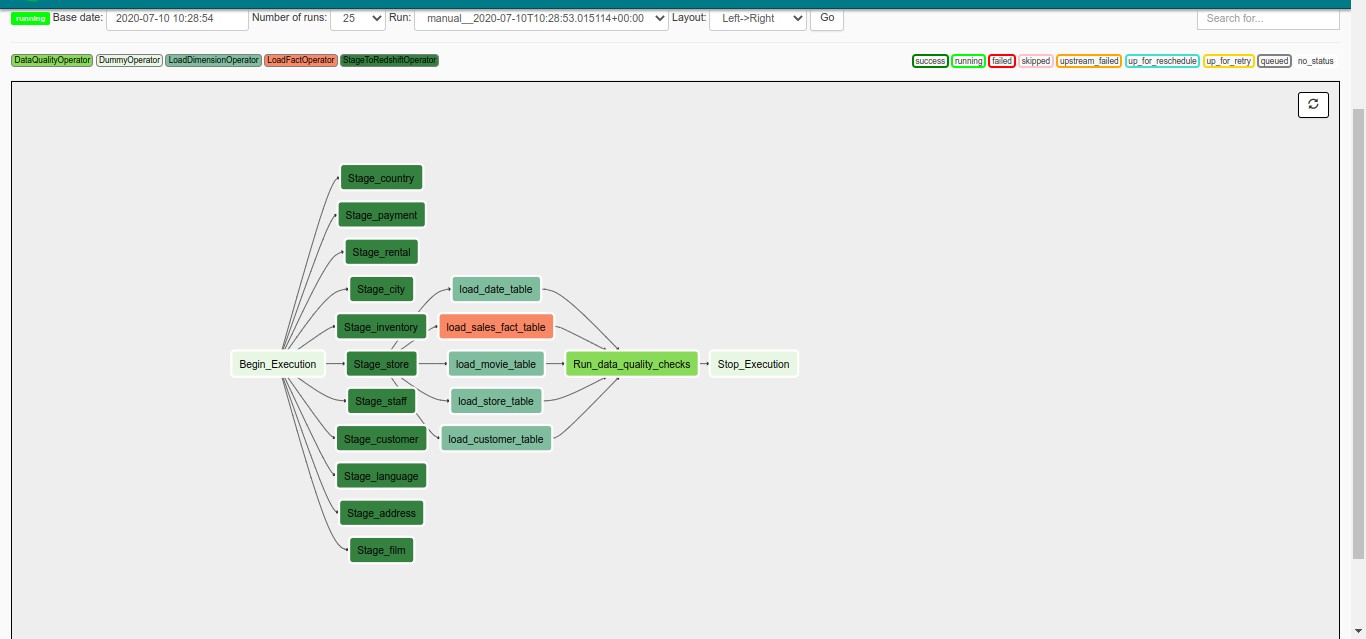 running Base date: 2020-07-10 10:28:54 Number of runs: 25 Run: manual__2020-07-10T10:28:53.015114+00:00 Layout: Left->Right Go Search for...
DataQualityOperator DummyOperator LoadDimensionOperator LoadFactOperator StageToRedshiftOperator success running failed skipped upstream_failed up_for_reschedule up_for_retry queued no_status
Stage_country
Stage_payment
Stage_rental
Stage_city load_date_table
Stage_inventory load_sales_fact_table
Begin_Execution Stage_store load_movie_table Run_data_quality_checks Stop_Execution
Stage_staff load_store_table
Stage_customer load_customer_table
Stage_language
Stage_address
Stage_film